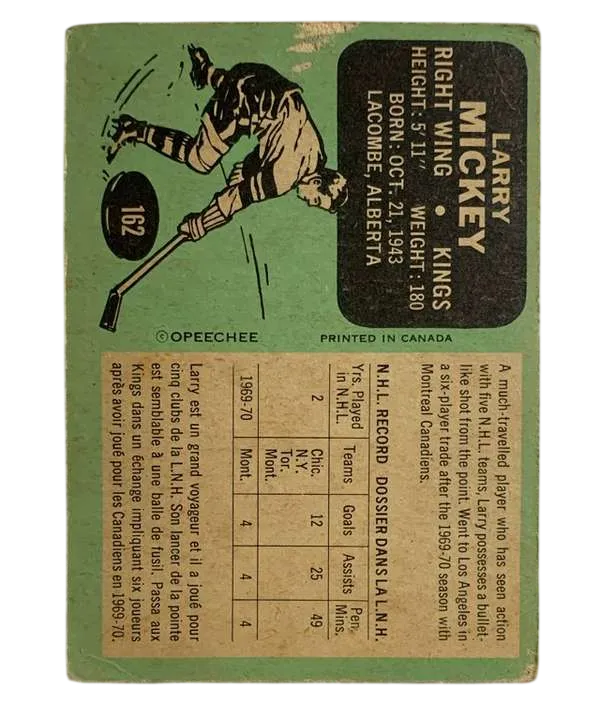 LARRY
MICKEY
RIGHT WING • KINGS
HEIGHT: 5' 11" WEIGHT: 180
BORN: OCT. 21, 1943
LACOMBE, ALBERTA
162
©OPEECHEE PRINTED IN CANADA
A much-travelled player who has seen action
with five N.H.L. teams, Larry possesses a bullet-
like shot from the point. Went to Los Angeles in
a six-player trade after the 1969-70 season with
Montreal Canadiens.
N.H.L. RECORD DOSSIER DANS LA L.N.H.
Yrs. Played in N.H.L. Teams Goals Assists Pen. Mins.
2 Chic. N.Y. Tor. Mont. 12 25 49
1969-70 Mont. 4 4 4
Larry est un grand voyageur et il a joué pour
cinq clubs de la L.N.H. Son lancer de la pointe
est semblable à une balle de fusil. Passa aux
Kings dans un échange impliquant six joueurs
après avoir joué pour les Canadiens en 1969-70.